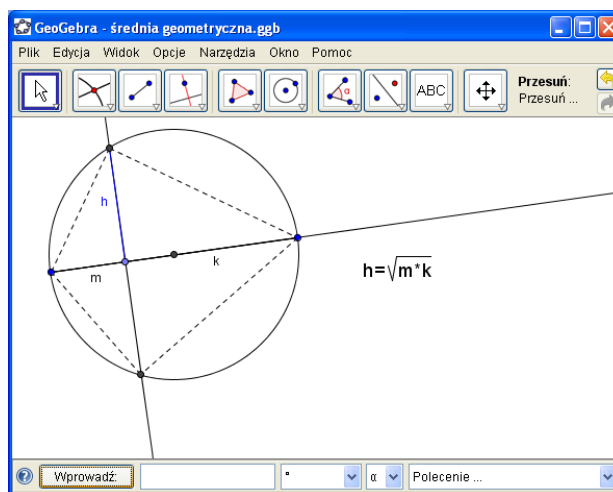 GeoGebra - średnia geometryczna.ggb
Plik Edycja Widok Opcje Narzędzia Okno Pomoc
α ABC Przesuń:
Przesuń ...
h
k
m
h=√m*k
Wprowadź: ° α Polecenie ...